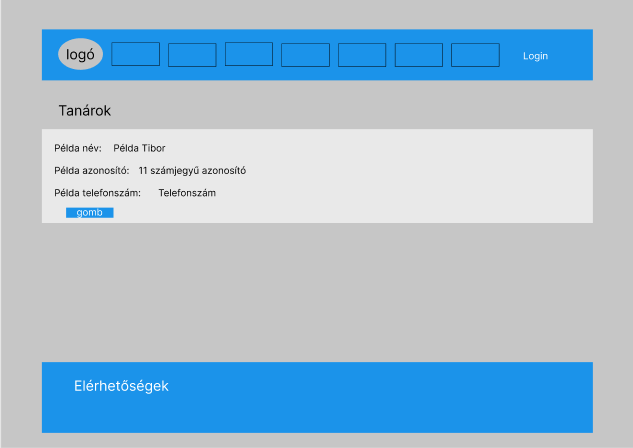 logó
Login
Tanárok
Példa név: Példa Tibor
Példa azonosító: 11 számjegyű azonosító
Példa telefonszám: Telefonszám
gomb
Elérhetőségek